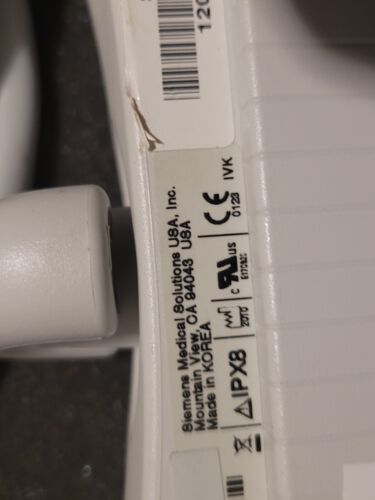 120
Siemens Medical Solutions USA, Inc.
Mountain View, CA 94043 USA
Made in KOREA
IPX8
2010
c UR us
CE
0123
IVK